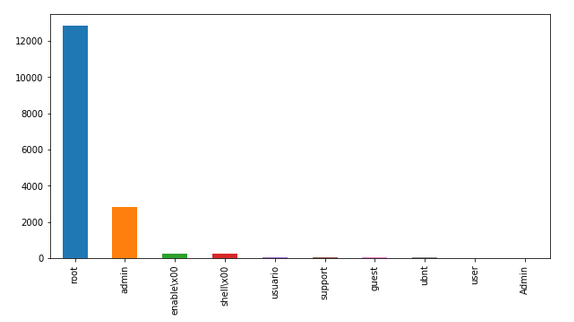 12000
10000
8000
6000
4000
2000
0
root
admin
enable\x00
shell\x00
usuario
support
guest
ubnt
user
Admin